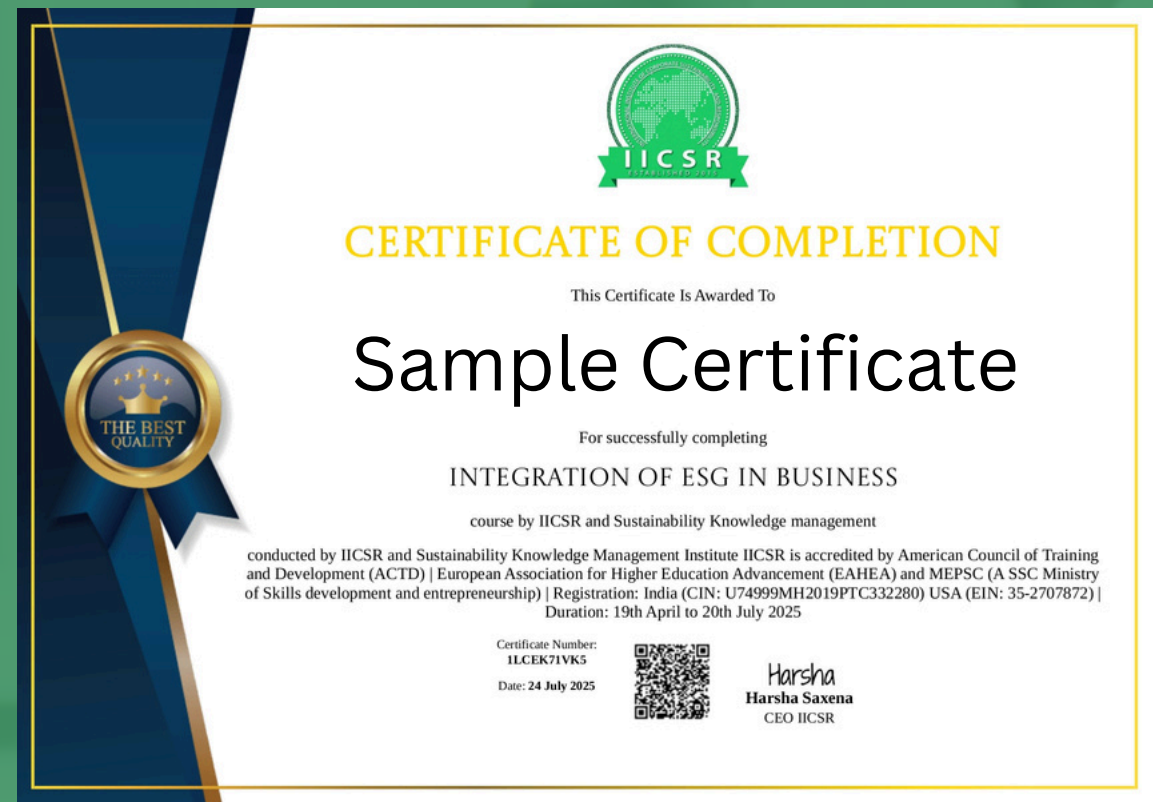 IICSR
ESTABLISHED 2015
CERTIFICATE OF COMPLETION
This Certificate Is Awarded To
Sample Certificate
THE BEST
QUALITY
For successfully completing
INTEGRATION OF ESG IN BUSINESS
course by IICSR and Sustainability Knowledge management
conducted by IICSR and Sustainability Knowledge Management Institute IICSR is accredited by American Council of Training
and Development (ACTD) | European Association for Higher Education Advancement (EAHEA) and MEPSC (A SSC Ministry
of Skills development and entrepreneurship) | Registration: India (CIN: U74999MH2019PTC332280) USA (EIN: 35-2707872) |
Duration: 19th April to 20th July 2025
Certificate Number:
1LCEK71VK5
Date: 24 July 2025
Harsha
Harsha Saxena
CEO IICSR